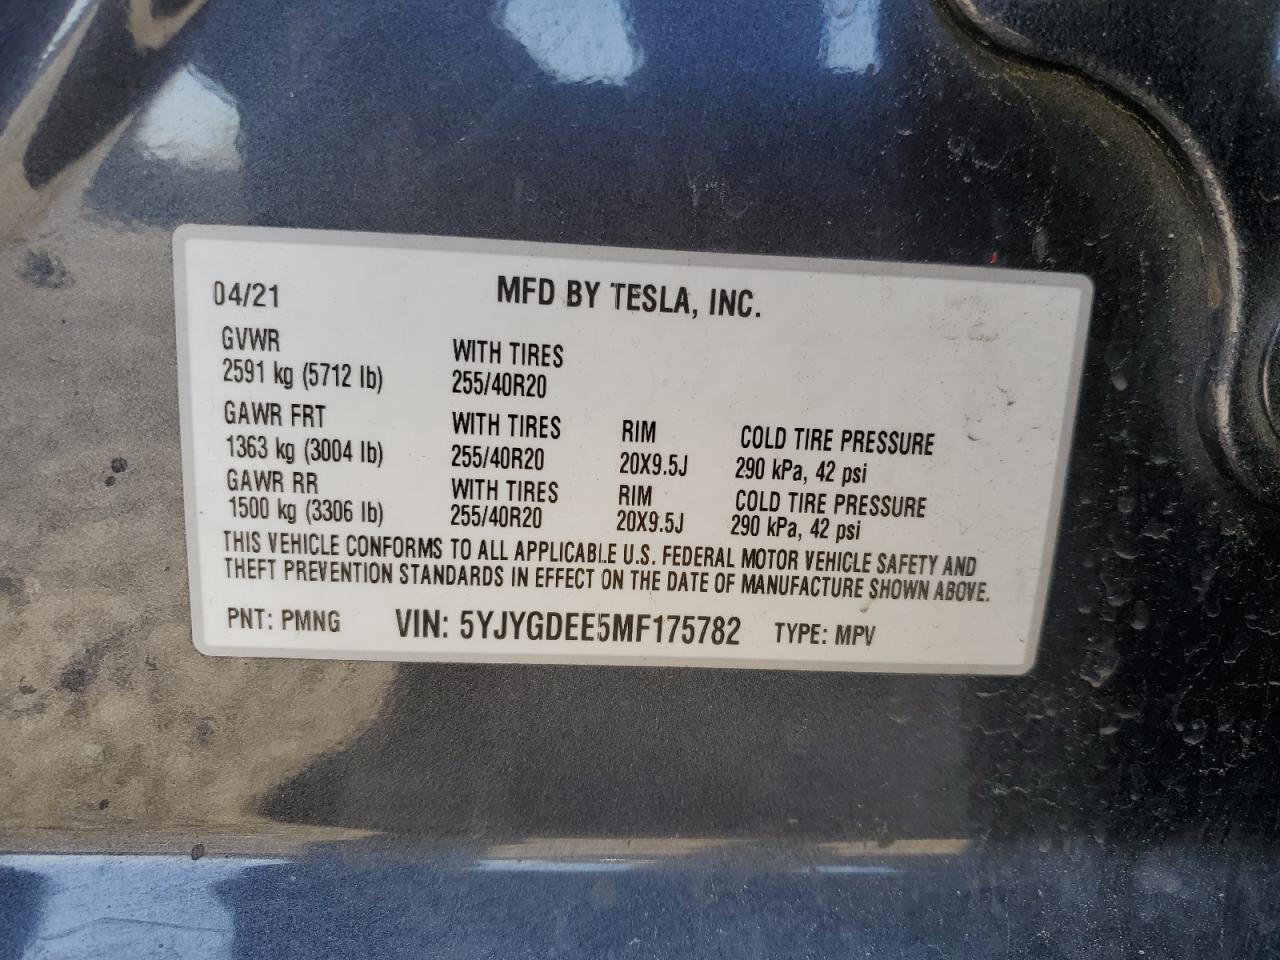 04/21 MFD BY TESLA, INC.
GVWR WITH TIRES
2591 kg (5712 lb) 255/40R20
GAWR FRT WITH TIRES RIM COLD TIRE PRESSURE
1363 kg (3004 lb) 255/40R20 20X9.5J 290 kPa, 42 psi
GAWR RR WITH TIRES RIM COLD TIRE PRESSURE
1500 kg (3306 lb) 255/40R20 20X9.5J 290 kPa, 42 psi
THIS VEHICLE CONFORMS TO ALL APPLICABLE U.S. FEDERAL MOTOR VEHICLE SAFETY AND
THEFT PREVENTION STANDARDS IN EFFECT ON THE DATE OF MANUFACTURE SHOWN ABOVE.
PNT: PMNG VIN: 5YJYGDEE5MF175782 TYPE: MPV